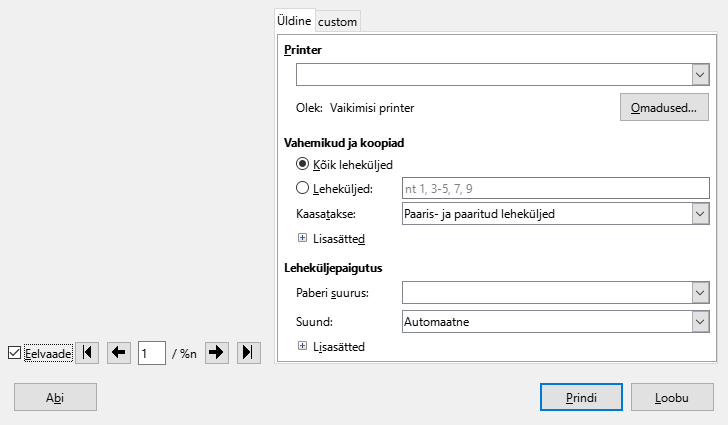 Üldine custom
Printer
Olek: Vaikimisi printer Omadused...
Vahemikud ja koopiad
Kõik leheküljed
Leheküljed: nt 1, 3-5, 7, 9
Kaasatakse: Paaris- ja paaritud leheküljed
Lisasätted
Leheküljepaigutus
Paberi suurus:
Suund: Automaatne
Eelvaade 1 / %n Lisasätted
Abi Prindi Loobu